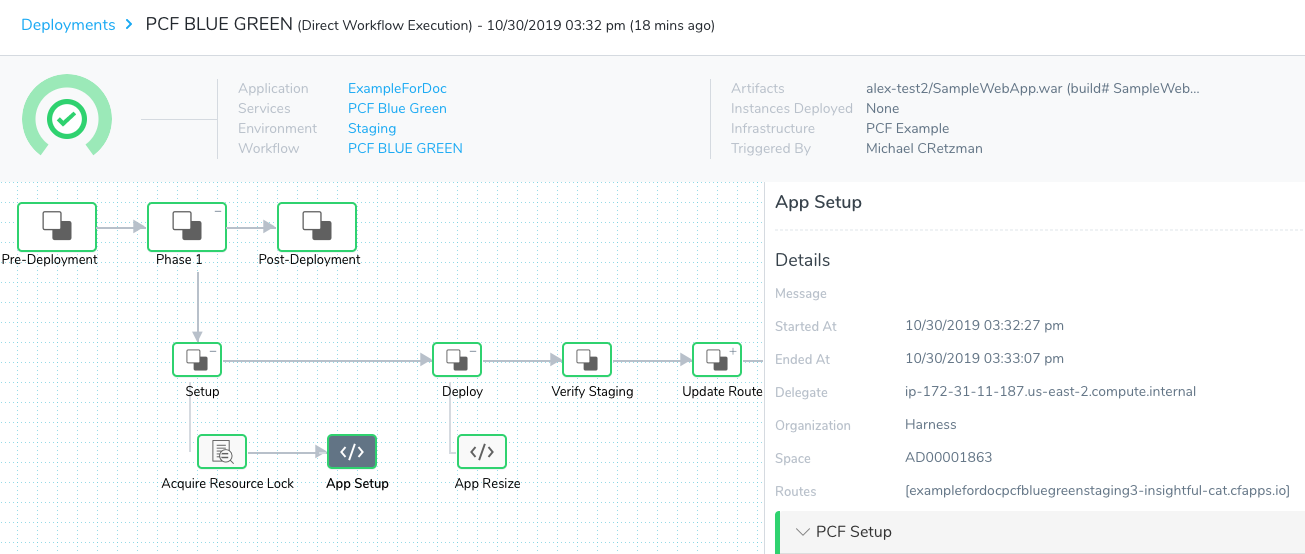 Deployments > PCF BLUE GREEN (Direct Workflow Execution) - 10/30/2019 03:32 pm (18 mins ago)
Application ExampleForDoc
Services PCF Blue Green
Environment Staging
Workflow PCF BLUE GREEN
Artifacts alex-test2/SampleWebApp.war (build# SampleWeb...
Instances Deployed None
Infrastructure PCF Example
Triggered By Michael CRetzman
Pre-Deployment Phase 1 Post-Deployment
Setup Deploy Verify Staging Update Route
Acquire Resource Lock App Setup App Resize
App Setup
Details
Message
Started At 10/30/2019 03:32:27 pm
Ended At 10/30/2019 03:33:07 pm
Delegate ip-172-31-11-187.us-east-2.compute.internal
Organization Harness
Space AD00001863
Routes [examplefordocpcfbluegreenstaging3-insightful-cat.cfapps.io]
PCF Setup